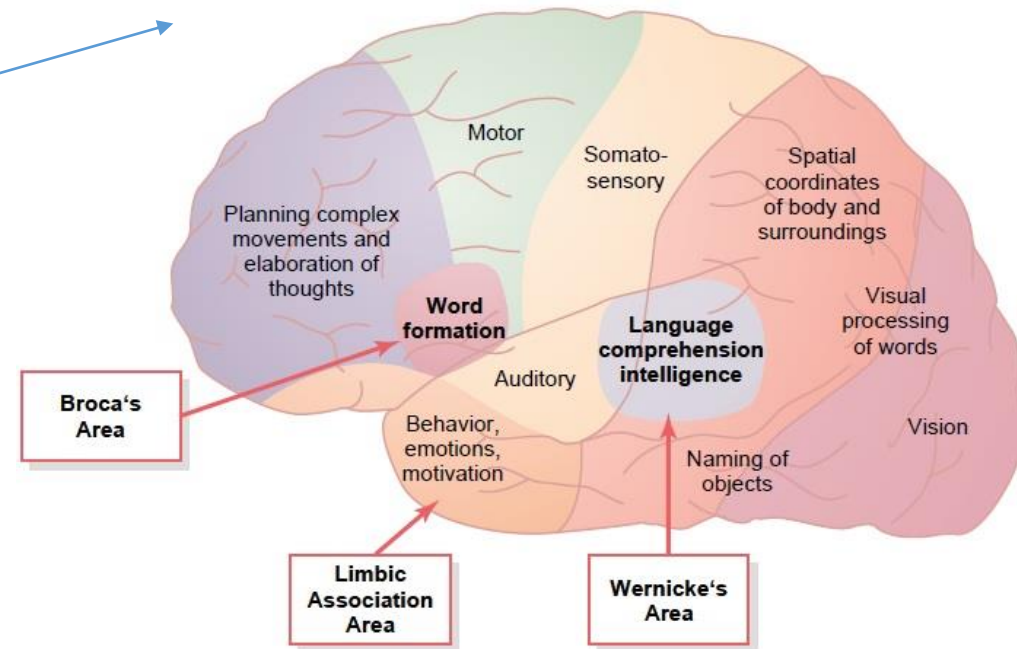 Motor
Somato-
sensory
Spatial
coordinates
of body and
surroundings
Planning complex
movements and
elaboration of
thoughts
Word
formation
Language
comprehension
intelligence
Visual
processing
of words
Auditory
Broca‘s
Area
Behavior,
emotions,
motivation
Vision
Naming of
objects
Limbic
Association
Area
Wernicke‘s
Area